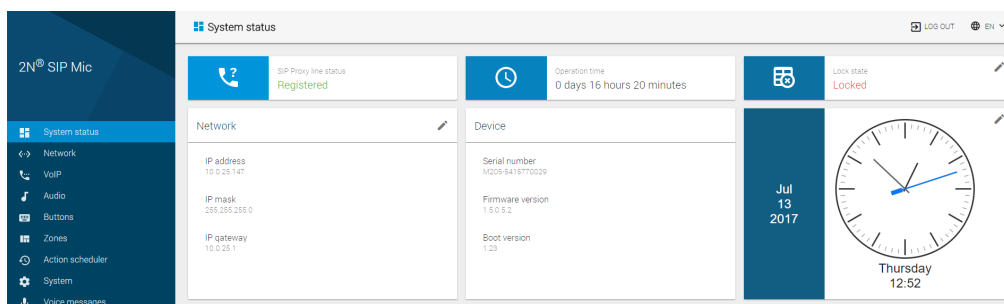 2N® SIP Mic
System status
Network
VoIP
Audio
Buttons
Zones
Action scheduler
System
Voice messages
System status
LOG OUT
EN
SIP Proxy line status
Registered
Operation time
0 days 16 hours 20 minutes
Lock state
Locked
Network
IP address
10.0.25.147
IP mask
255.255.255.0
IP gateway
10.0.25.1
Device
Serial number
M205-5415770029
Firmware version
1.5.0.5.2
Boot version
1.23
Jul
13
2017
Thursday
12:52